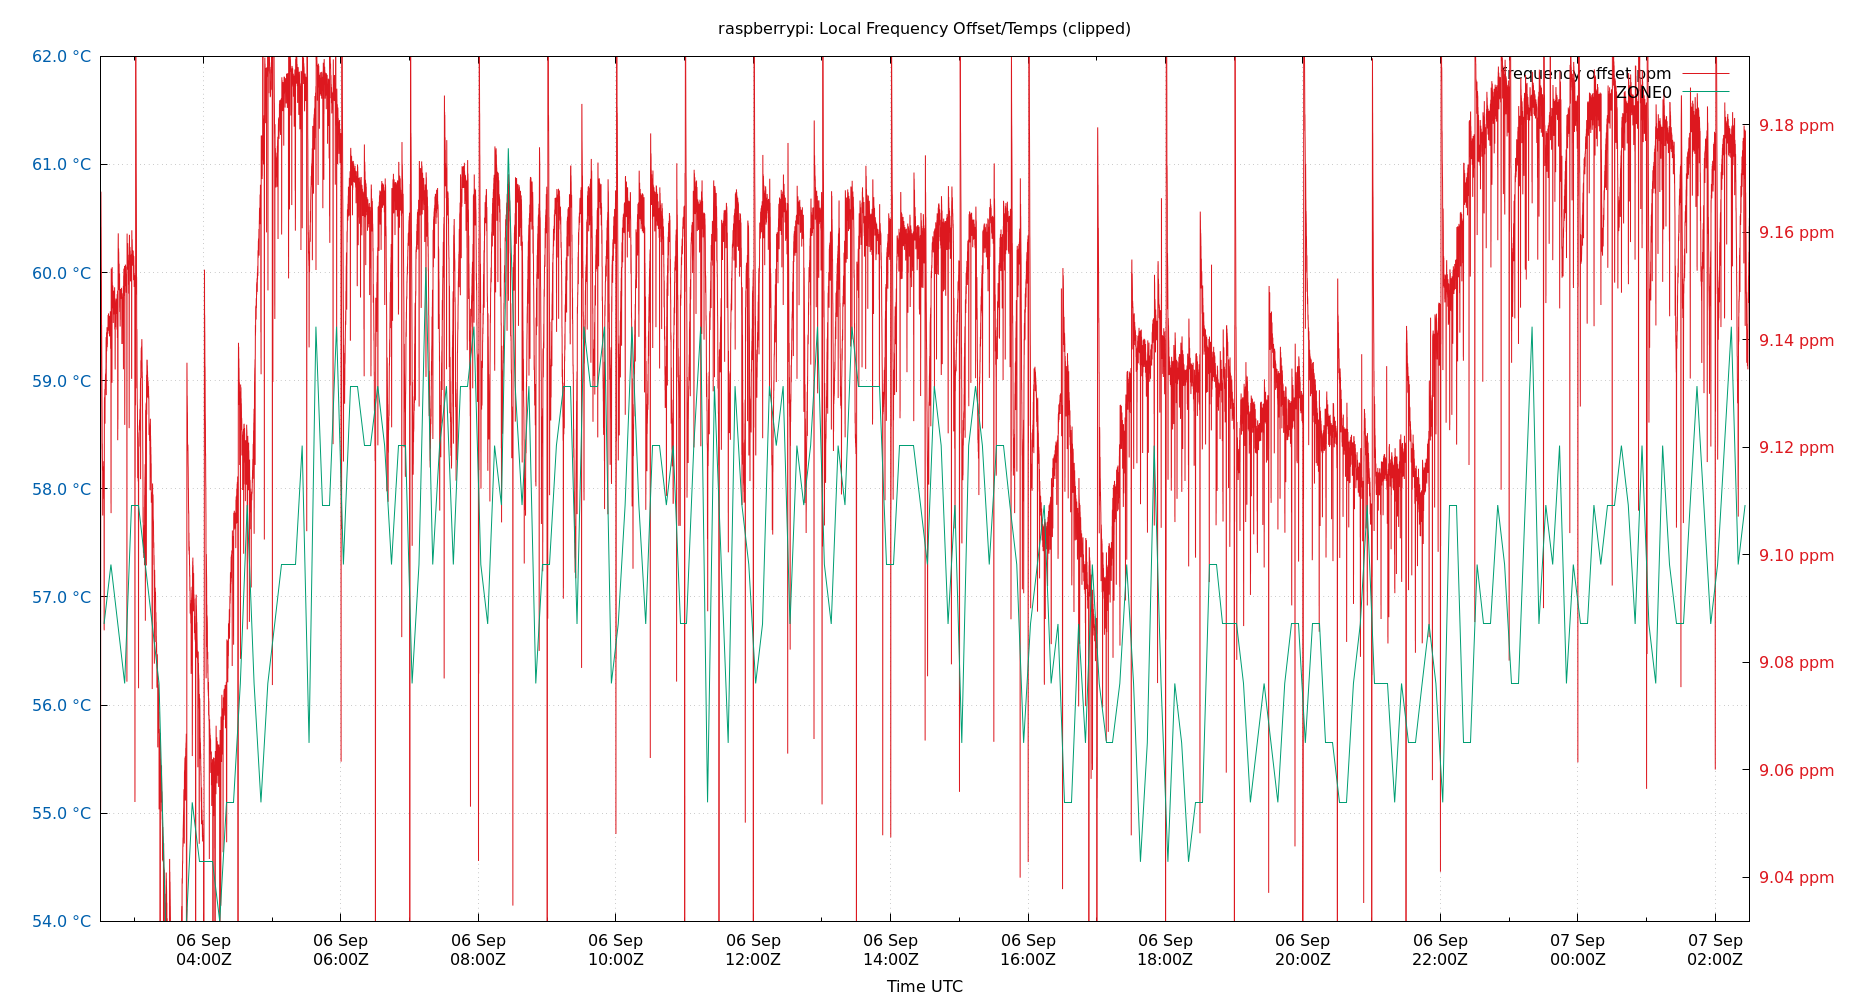 raspberrypi: Local Frequency Offset/Temps (clipped)
frequency offset ppm
ZONE0
62.0 °C
61.0 °C
60.0 °C
59.0 °C
58.0 °C
57.0 °C
56.0 °C
55.0 °C
54.0 °C
9.18 ppm
9.16 ppm
9.14 ppm
9.12 ppm
9.10 ppm
9.08 ppm
9.06 ppm
9.04 ppm
06 Sep 06 Sep 06 Sep 06 Sep 06 Sep 06 Sep 06 Sep 06 Sep 06 Sep 06 Sep 07 Sep 07 Sep
04:00Z 06:00Z 08:00Z 10:00Z 12:00Z 14:00Z 16:00Z 18:00Z 20:00Z 22:00Z 00:00Z 02:00Z
Time UTC